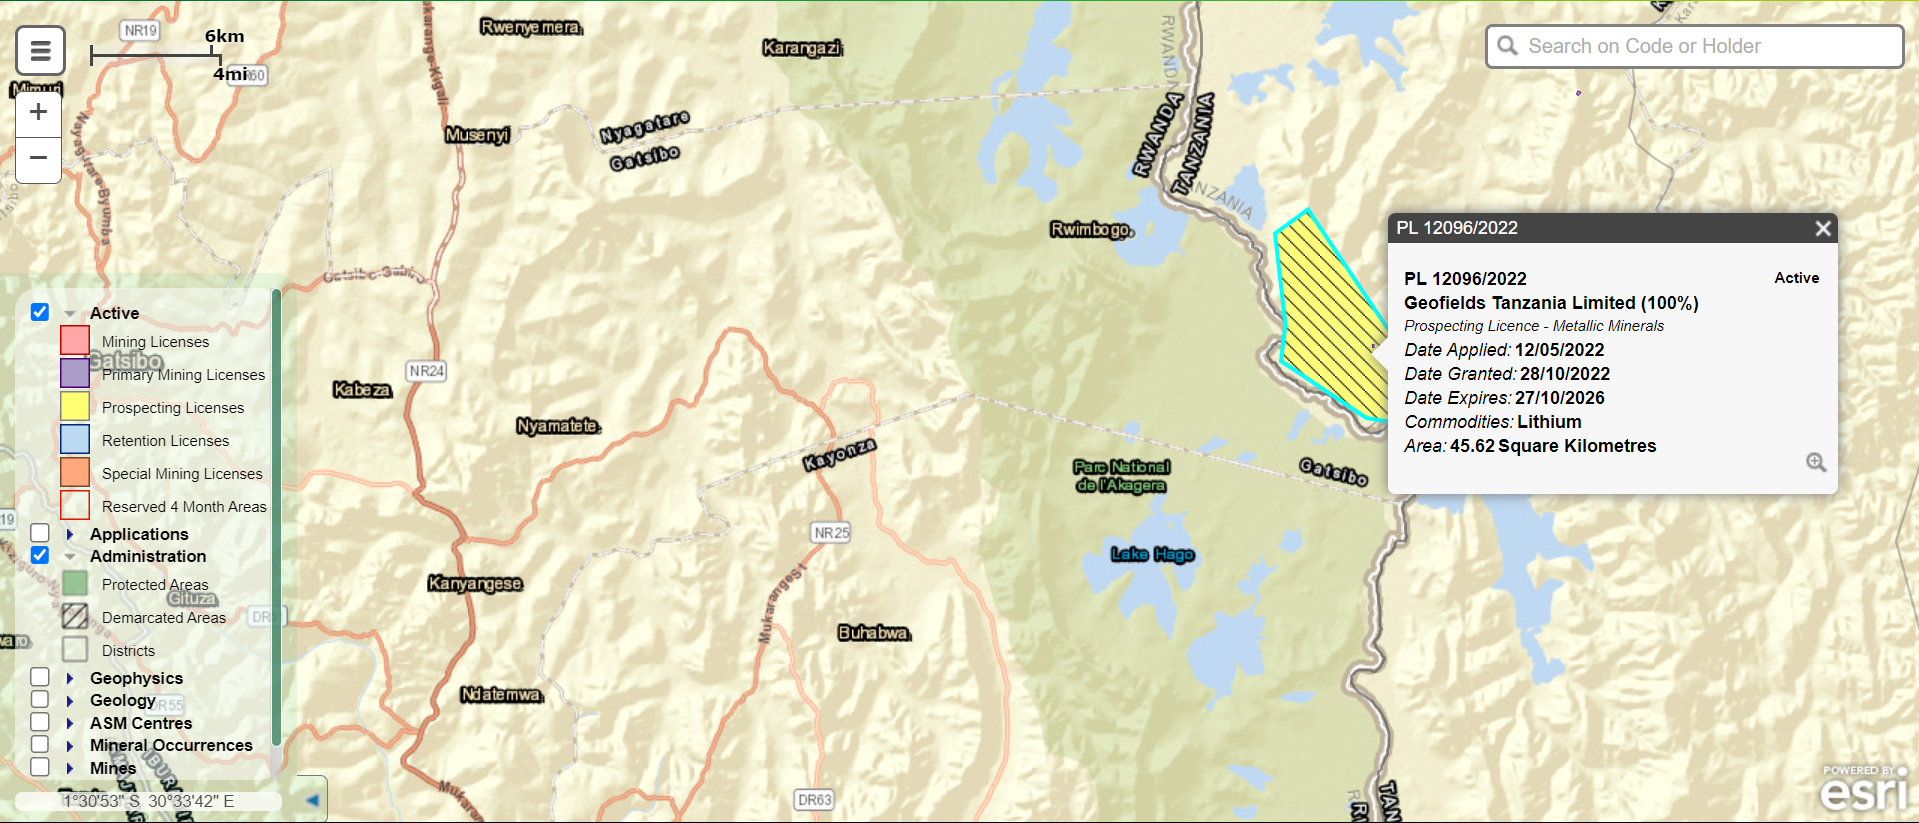 NR19
6km
4mi
Rwenyemera
Karangazi
RWANDA
Search on Code or Holder
+
−
Mukarange-Kigali
Nyagatare-Byumba
Musenyi
Nyagatare
Gatsibo
RWANDA
TANZANIA
Rwimbogo
PL 12096/2022
PL 12096/2022
Active
Geofields Tanzania Limited (100%)
Prospecting Licence - Metallic Minerals
Date Applied: 12/05/2022
Date Granted: 28/10/2022
Date Expires: 27/10/2026
Commodities: Lithium
Area: 45.62 Square Kilometres
Active
Mining Licenses
Gatsibo
Primary Mining Licenses
Prospecting Licenses
Retention Licenses
Special Mining Licenses
Reserved 4 Month Areas
Applications
Administration
Protected Areas
Gituza
Demarcated Areas
Districts
Geophysics
Geology
ASM Centres
Mineral Occurrences
Mines
1°30'53" S 30°33'42" E
NR24
Kabeza
Nyamatete
Kayonza
Parc National
de l'Akagera
Gatsibo
NR25
Lake Hago
Kanyangese
Mukarange St
Buhabwa
Ndatemwa
DR63
POWERED BY
esri